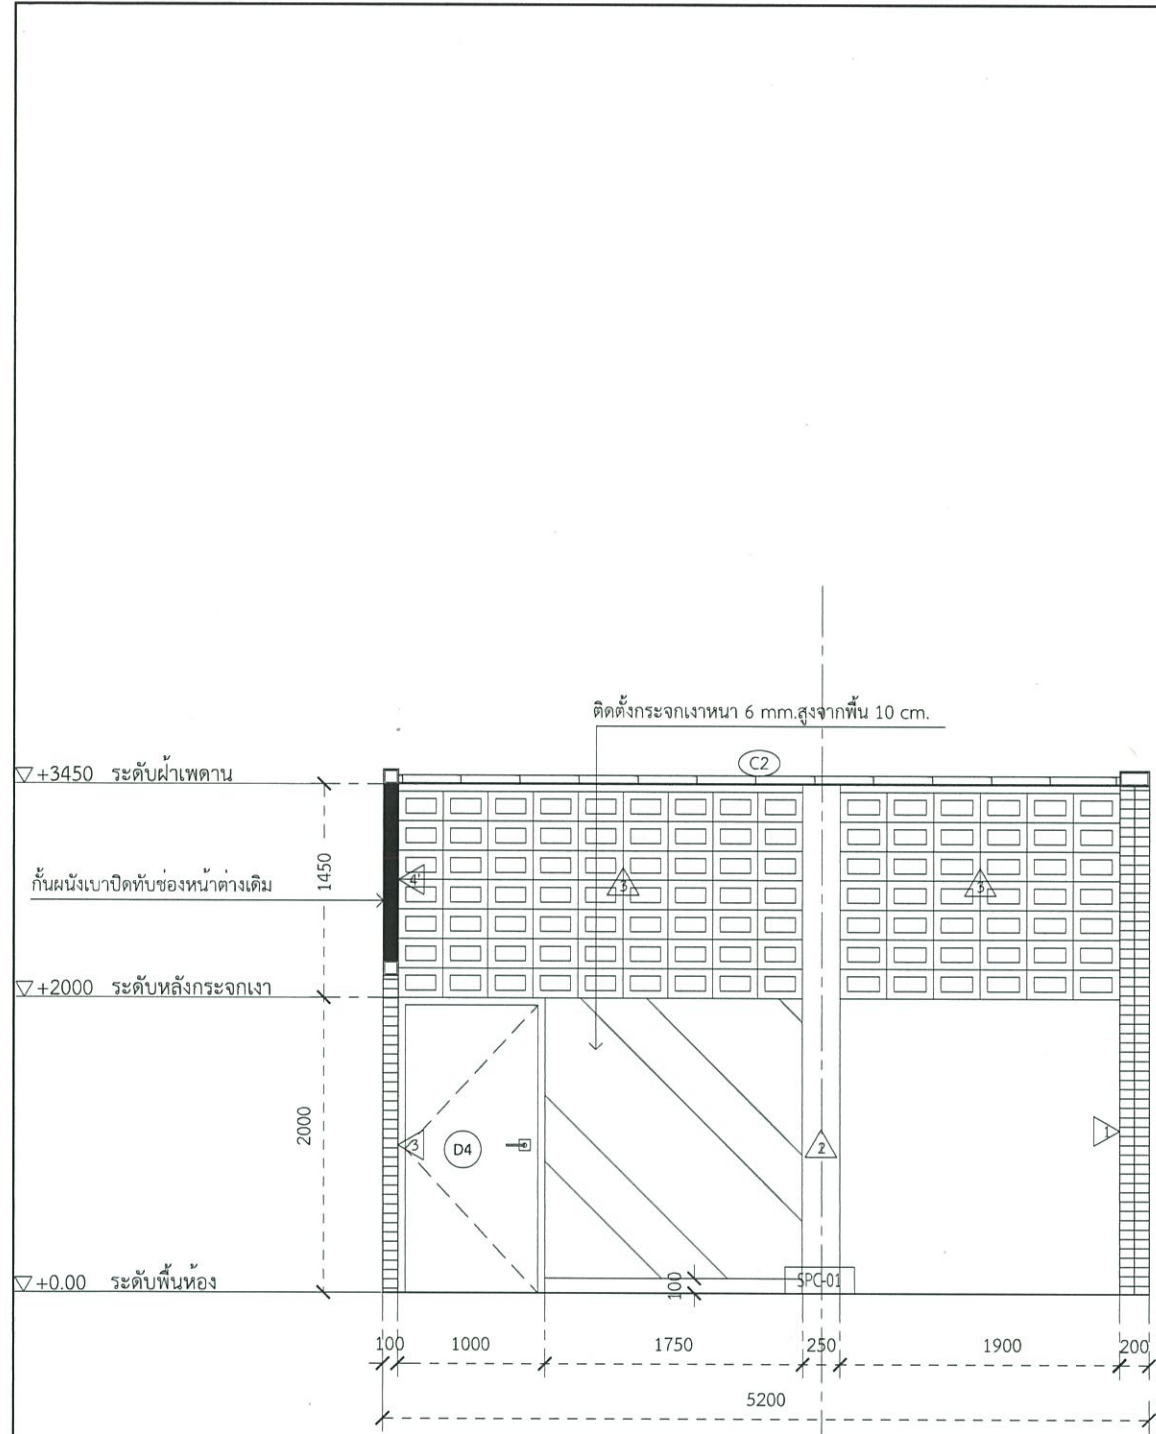 ติดตั้งกระจกเงาหนา 6 mm.สูงจากพื้น 10 cm.
C2
+3450 ระดับฝ้าเพดาน
1450
กั้นผนังเบาปิดทับช่องหน้าต่างเดิม
4'
3
3
+2000 ระดับหลังกระจกเงา
2000
3
D4
2
1
+0.00 ระดับพื้นห้อง
100
SPC-01
100 1000 1750 250 1900 200
5200